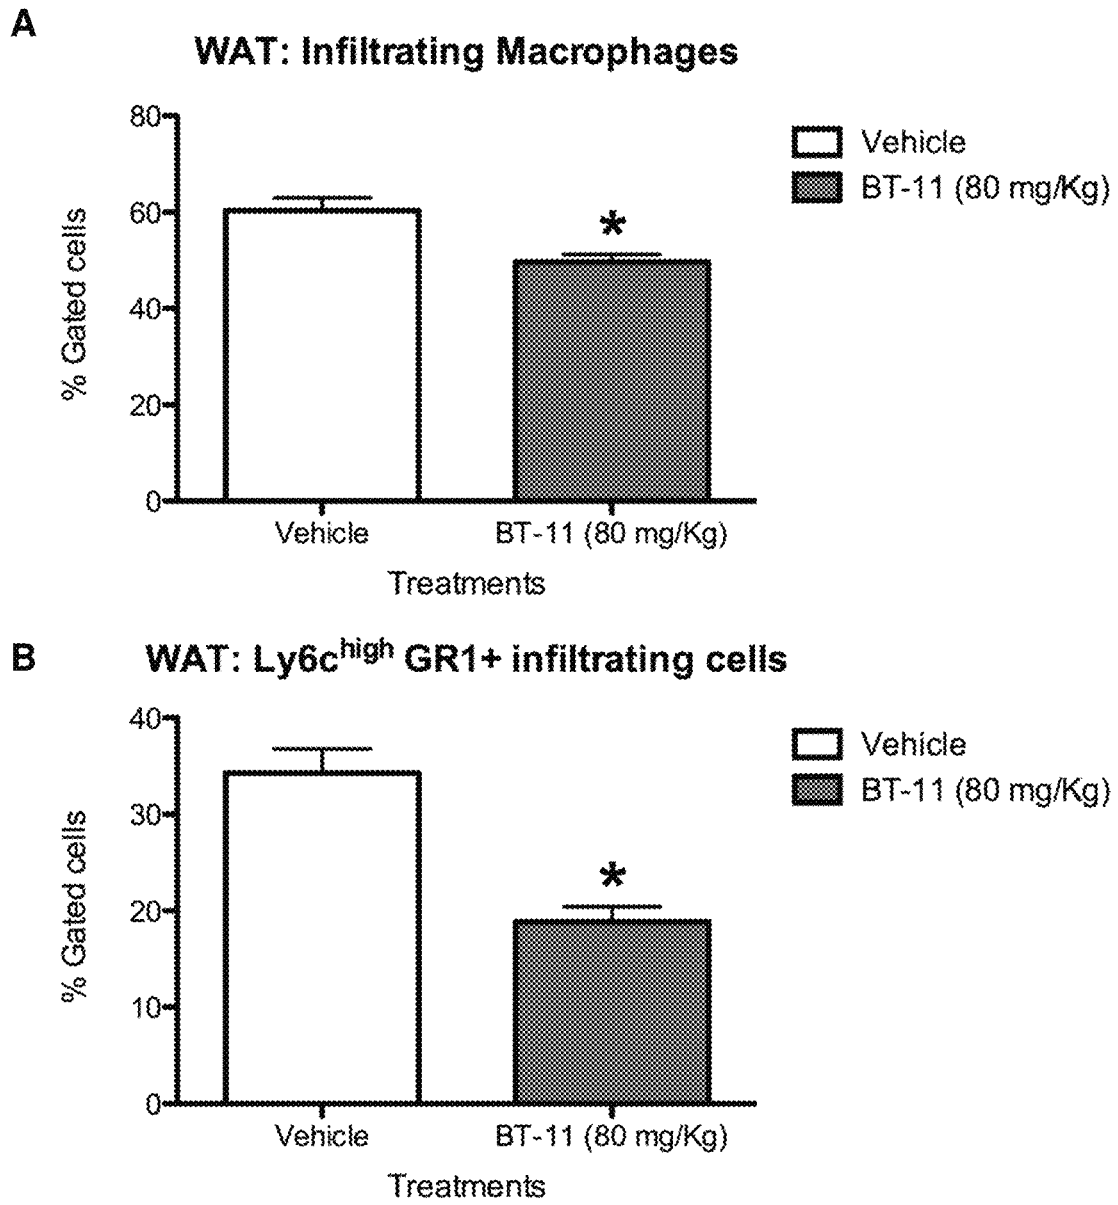 A
WAT: Infiltrating Macrophages
80
60
40
20
0
% Gated cells
*
Vehicle
BT-11 (80 mg/Kg)
Vehicle
BT-11 (80 mg/Kg)
Treatments
B
WAT: Ly6c^high GR1+ infiltrating cells
40
30
20
10
0
% Gated cells
*
Vehicle
BT-11 (80 mg/Kg)
Vehicle
BT-11 (80 mg/Kg)
Treatments